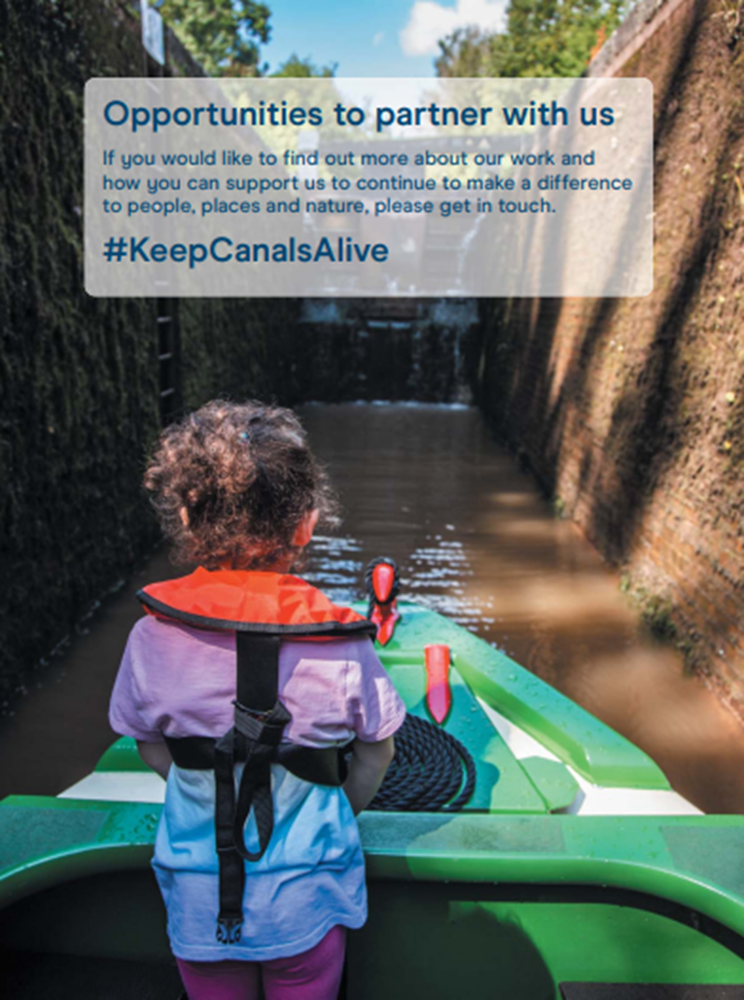 Opportunities to partner with us
If you would like to find out more about our work and
how you can support us to continue to make a difference
to people, places and nature, please get in touch.
#KeepCanalsAlive